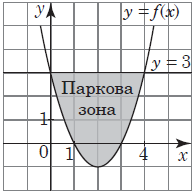 y
y = f(x)
y = 3
Паркова
зона
1
0
1
4
x